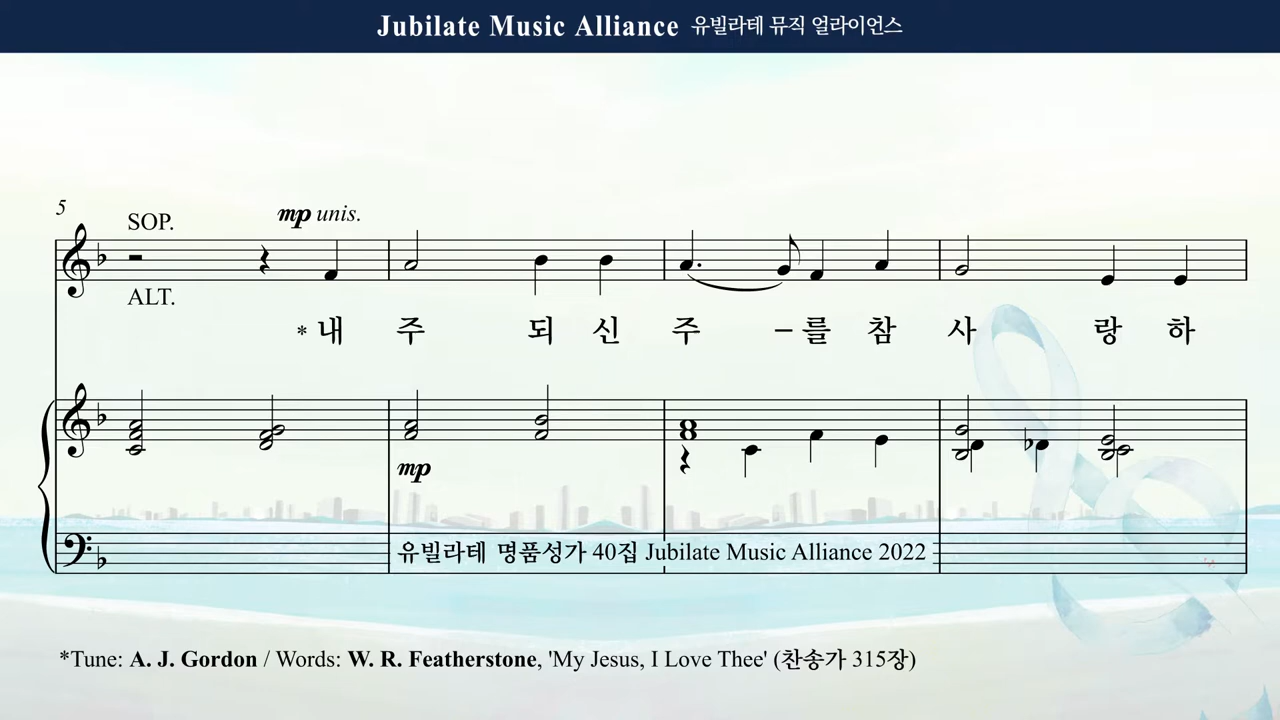 Jubilate Music Alliance 유빌라테 뮤직 얼라이언스
5
SOP.
mp unis.
ALT.
*내 주 되 신 주 –를 참 사 랑 하
mp
유빌라테 명품성가 40집 Jubilate Music Alliance 2022
*Tune: A. J. Gordon / Words: W. R. Featherstone, 'My Jesus, I Love Thee' (찬송가 315장)